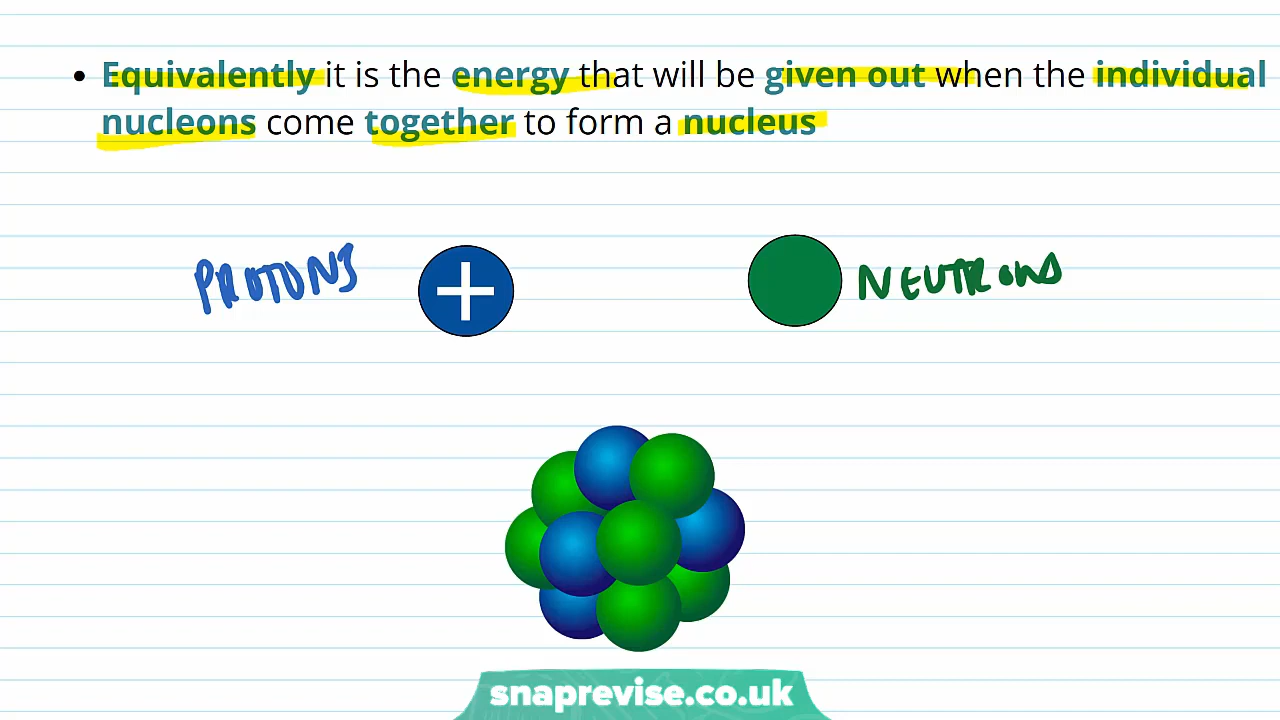 • Equivalently it is the energy that will be given out when the individual
nucleons come together to form a nucleus
PROTONS
NEUTRONS
snaprevise.co.uk